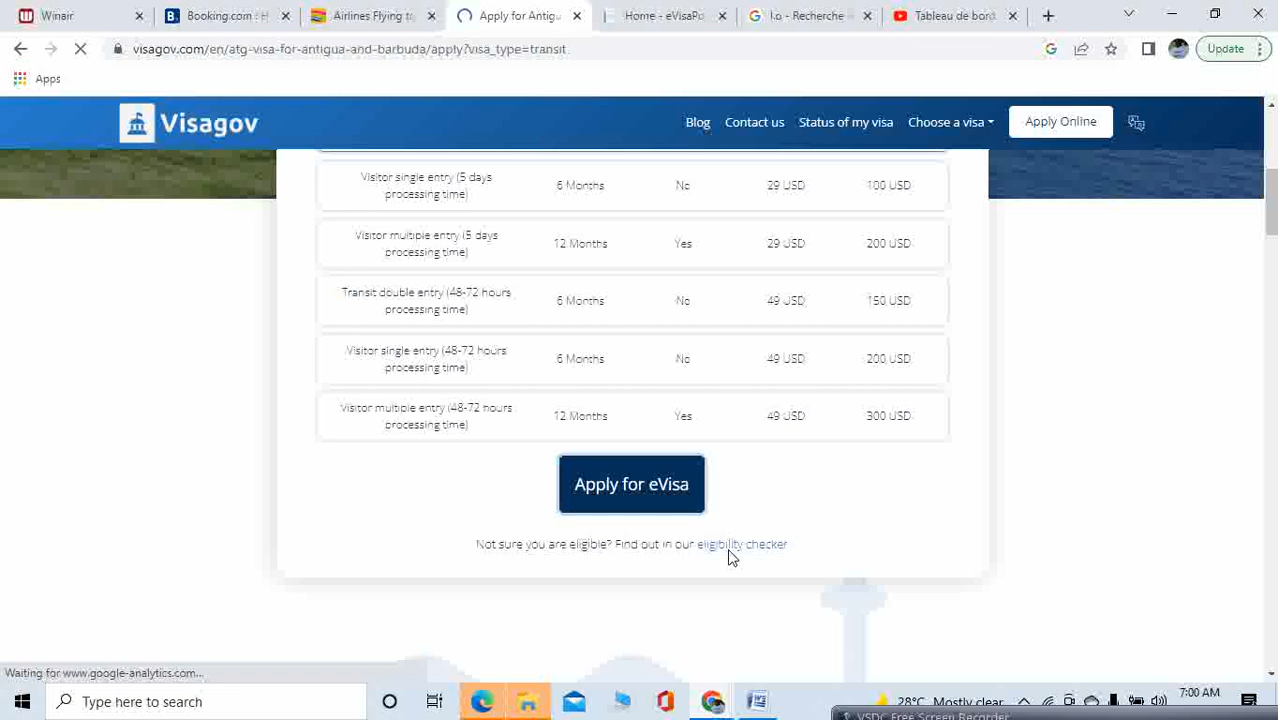 Winair
Booking.com : H
Airlines Flying to
Apply for Antigu
Home - eVisaPo
- Recherche
Tableau de bord
visagov.com/en/atg-visa-for-antigua-and-barbuda/apply?visa_type=transit
Update
Apps
Visagov
Blog
Contact us
Status of my visa
Choose a visa
Apply Online
Visitor single entry (5 days
processing time)
6 Months
No
29 USD
100 USD
Visitor multiple entry (5 days
processing time)
12 Months
Yes
29 USD
200 USD
Transit double entry (48-72 hours
processing time)
6 Months
No
49 USD
150 USD
Visitor single entry (48-72 hours
processing time)
6 Months
No
49 USD
200 USD
Visitor multiple entry (48-72 hours
processing time)
12 Months
Yes
49 USD
300 USD
Apply for eVisa
Not sure you are eligible? Find out in our eligibility checker
Waiting for www.google-analytics.com...
Type here to search
28°C Mostly clear
7:00 AM
VSDC Free Screen Recorder